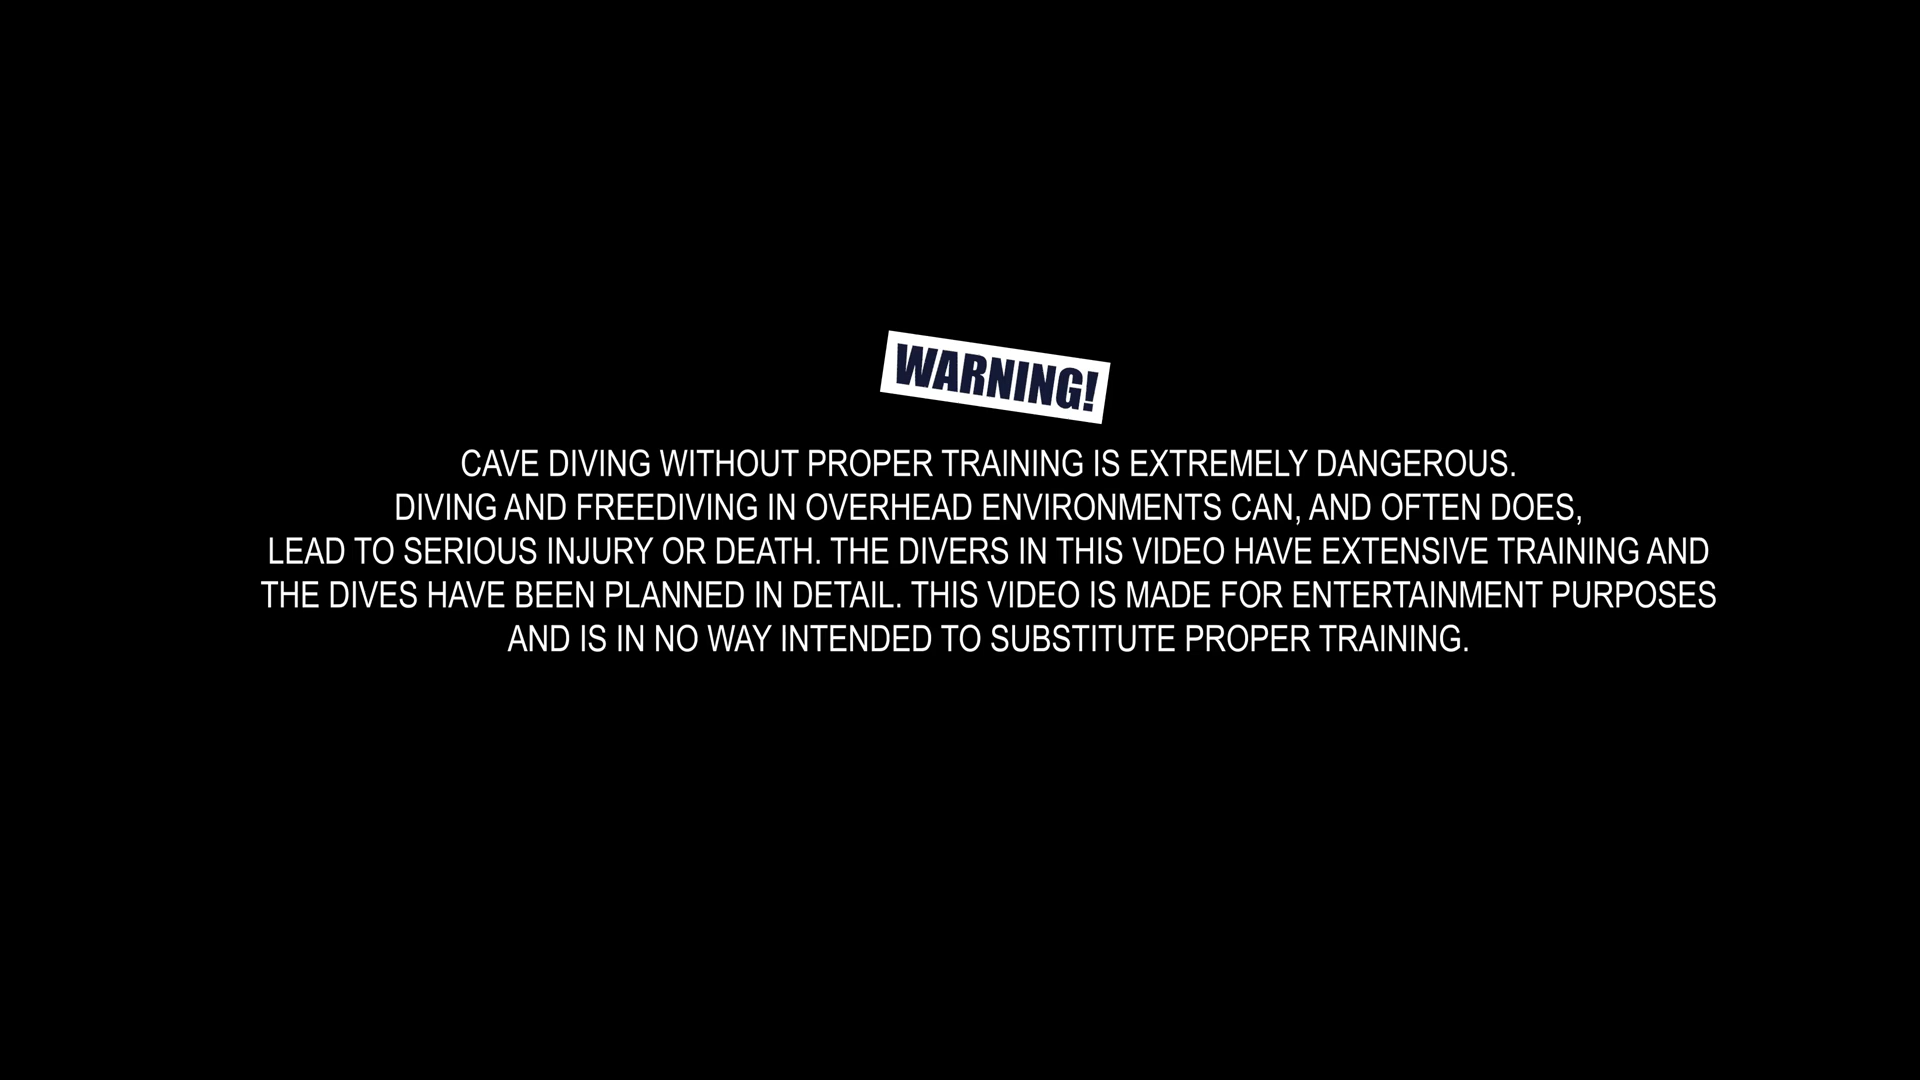 WARNING!
CAVE DIVING WITHOUT PROPER TRAINING IS EXTREMELY DANGEROUS.
DIVING AND FREEDIVING IN OVERHEAD ENVIRONMENTS CAN, AND OFTEN DOES,
LEAD TO SERIOUS INJURY OR DEATH. THE DIVERS IN THIS VIDEO HAVE EXTENSIVE TRAINING AND
THE DIVES HAVE BEEN PLANNED IN DETAIL. THIS VIDEO IS MADE FOR ENTERTAINMENT PURPOSES
AND IS IN NO WAY INTENDED TO SUBSTITUTE PROPER TRAINING.